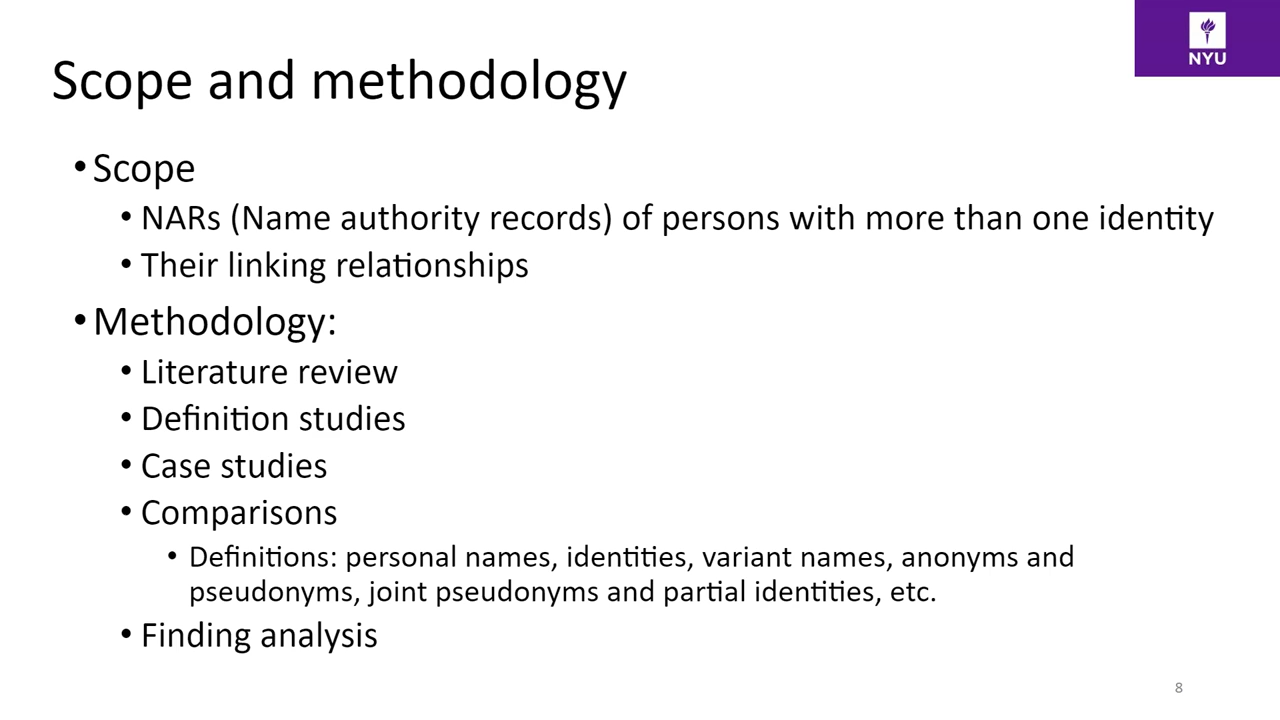 NYU
Scope and methodology
• Scope
• NARs (Name authority records) of persons with more than one identity
• Their linking relationships
• Methodology:
• Literature review
• Definition studies
• Case studies
• Comparisons
• Definitions: personal names, identities, variant names, anonyms and
pseudonyms, joint pseudonyms and partial identities, etc.
• Finding analysis
8